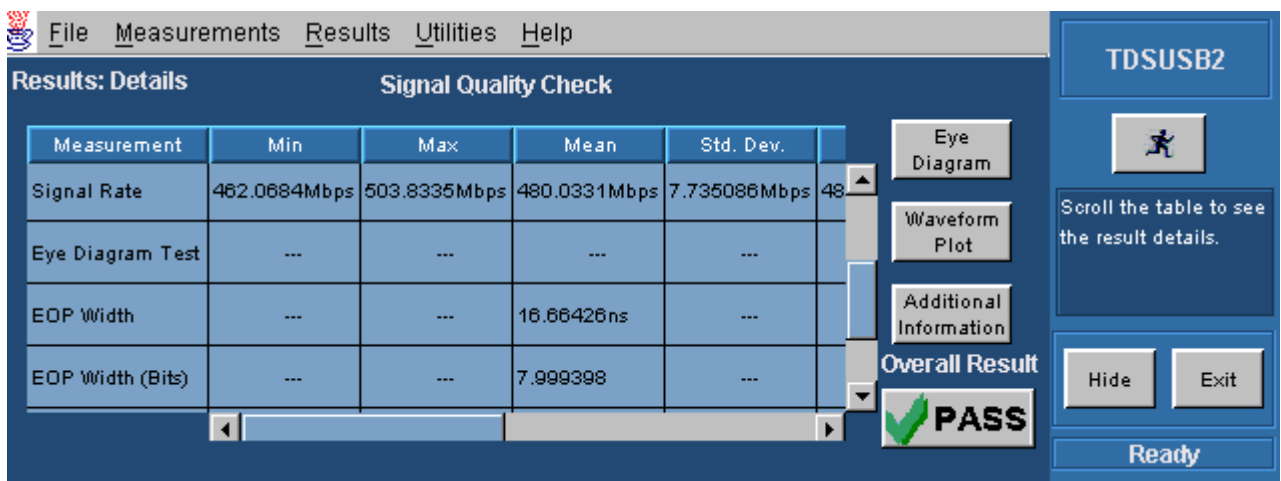 File Measurements Results Utilities Help
TDSUSB2
Results: Details
Signal Quality Check
Measurement Min Max Mean Std. Dev.
Signal Rate 462.0684Mbps 503.8335Mbps 480.0331Mbps 7.735086Mbps 48
Eye Diagram Test --- --- --- ---
EOP Width --- --- 16.66426ns ---
EOP Width (Bits) --- --- 7.999398 ---
Eye
Diagram
Waveform
Plot
Additional
Information
Overall Result
PASS
Scroll the table to see
the result details.
Hide Exit
Ready